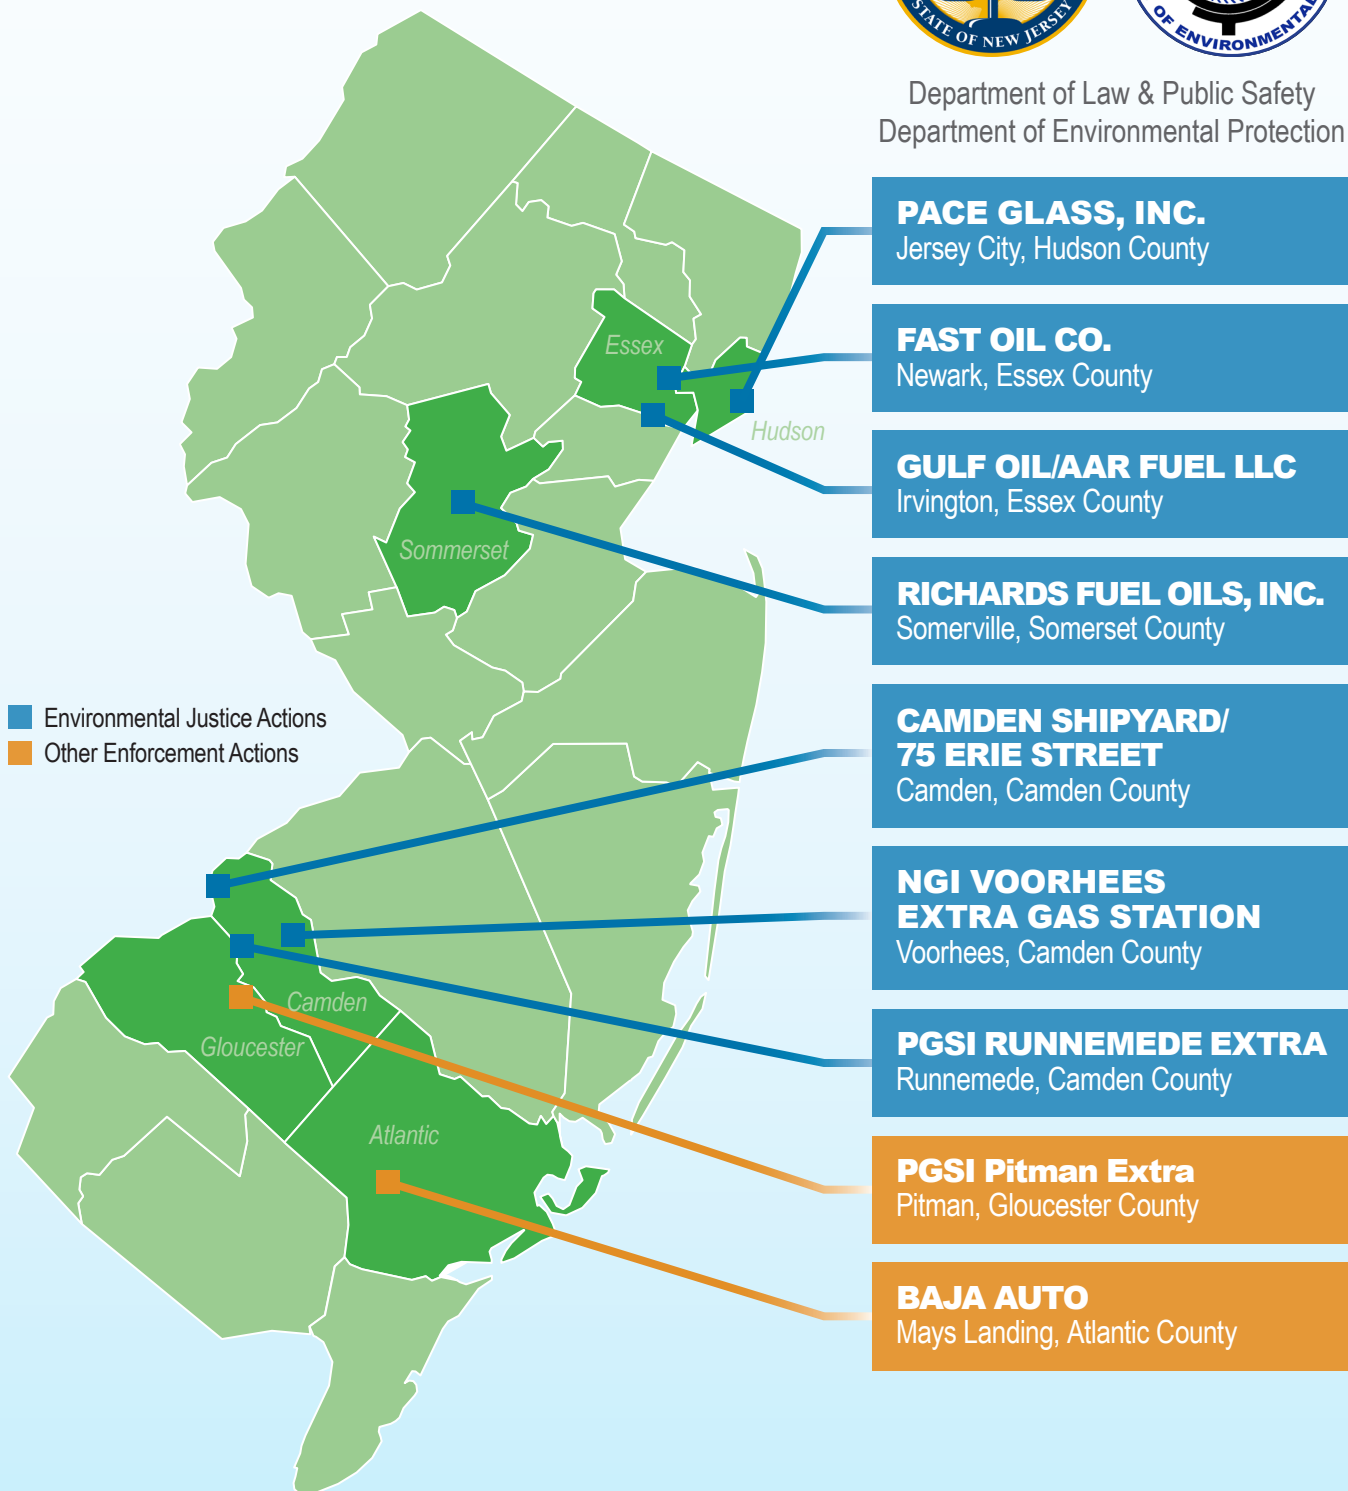 STATE OF NEW JERSEY
OF ENVIRONMENTAL
Department of Law & Public Safety
Department of Environmental Protection
PACE GLASS, INC.
Jersey City, Hudson County
FAST OIL CO.
Newark, Essex County
GULF OIL/AAR FUEL LLC
Irvington, Essex County
RICHARDS FUEL OILS, INC.
Somerville, Somerset County
CAMDEN SHIPYARD/
75 ERIE STREET
Camden, Camden County
NGI VOORHEES
EXTRA GAS STATION
Voorhees, Camden County
PGSI RUNNEMEDE EXTRA
Runnemede, Camden County
PGSI Pitman Extra
Pitman, Gloucester County
BAJA AUTO
Mays Landing, Atlantic County
Essex
Hudson
Sommerset
Environmental Justice Actions
Other Enforcement Actions
Camden
Gloucester
Atlantic